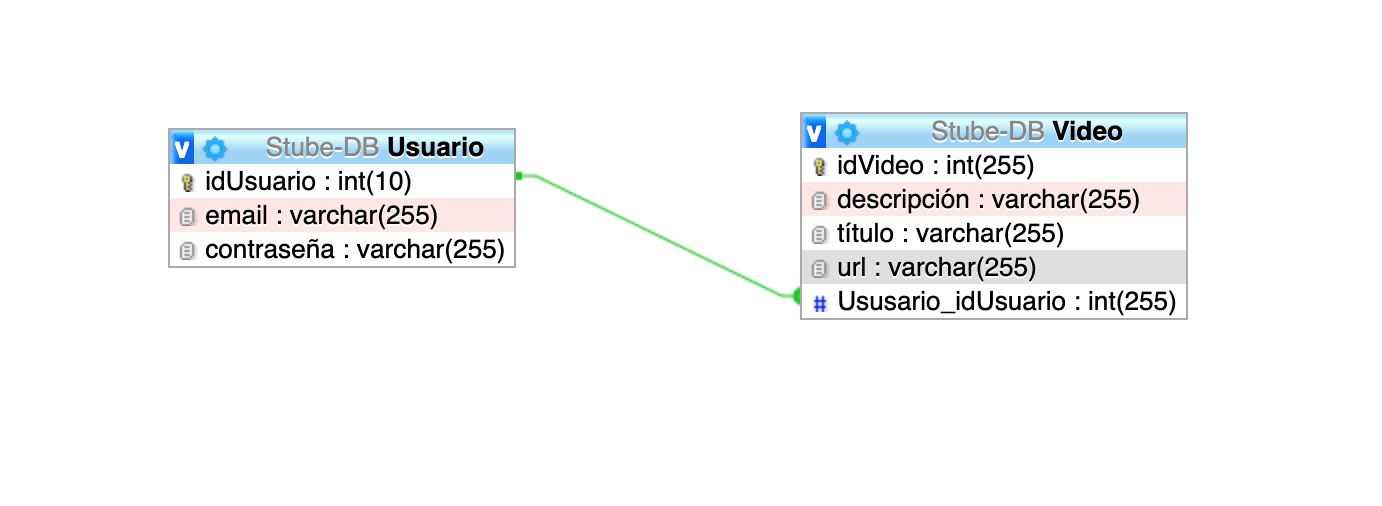 v Stube-DB Usuario
idUsuario : int(10)
email : varchar(255)
contraseña : varchar(255)
v Stube-DB Video
idVideo : int(255)
descripción : varchar(255)
título : varchar(255)
url : varchar(255)
# Ususario_idUsuario : int(255)